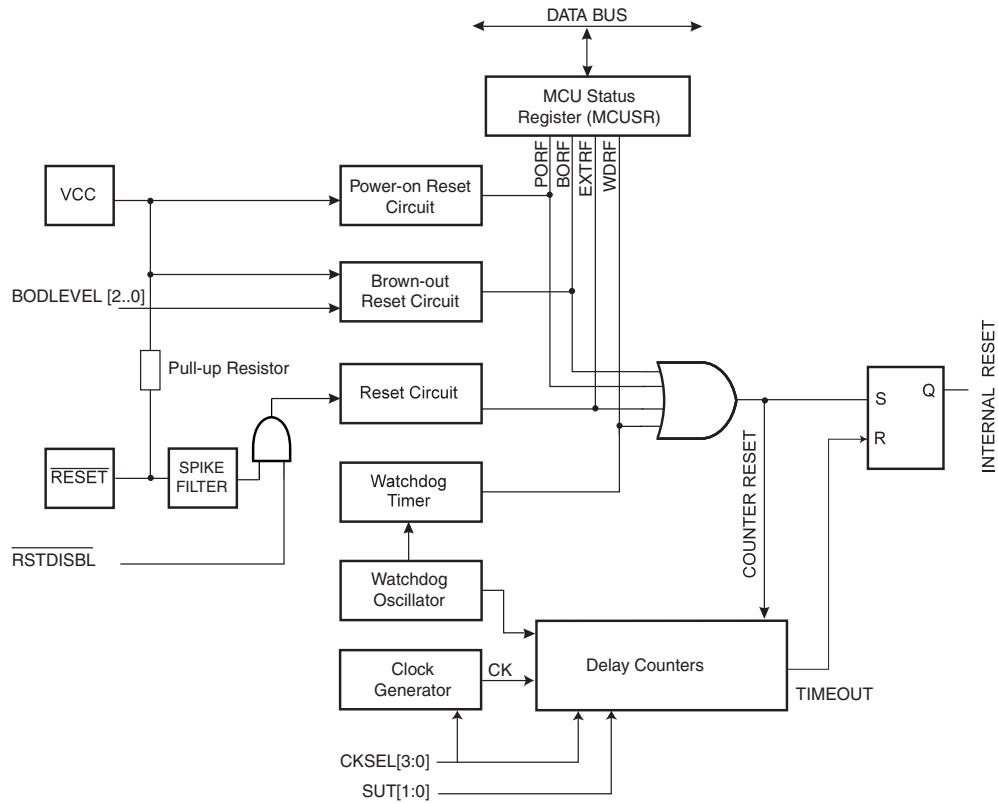 DATA BUS
MCU Status
Register (MCUSR)
PORF
BORF
EXTRF
WDRF
VCC
Power-on Reset
Circuit
Brown-out
Reset Circuit
BODLEVEL [2..0]
Pull-up Resistor
Reset Circuit
S
Q
R
INTERNAL RESET
RESET
SPIKE
FILTER
Watchdog
Timer
COUNTER RESET
RSTDISBL
Watchdog
Oscillator
Clock
Generator
CK
Delay Counters
TIMEOUT
CKSEL[3:0]
SUT[1:0]